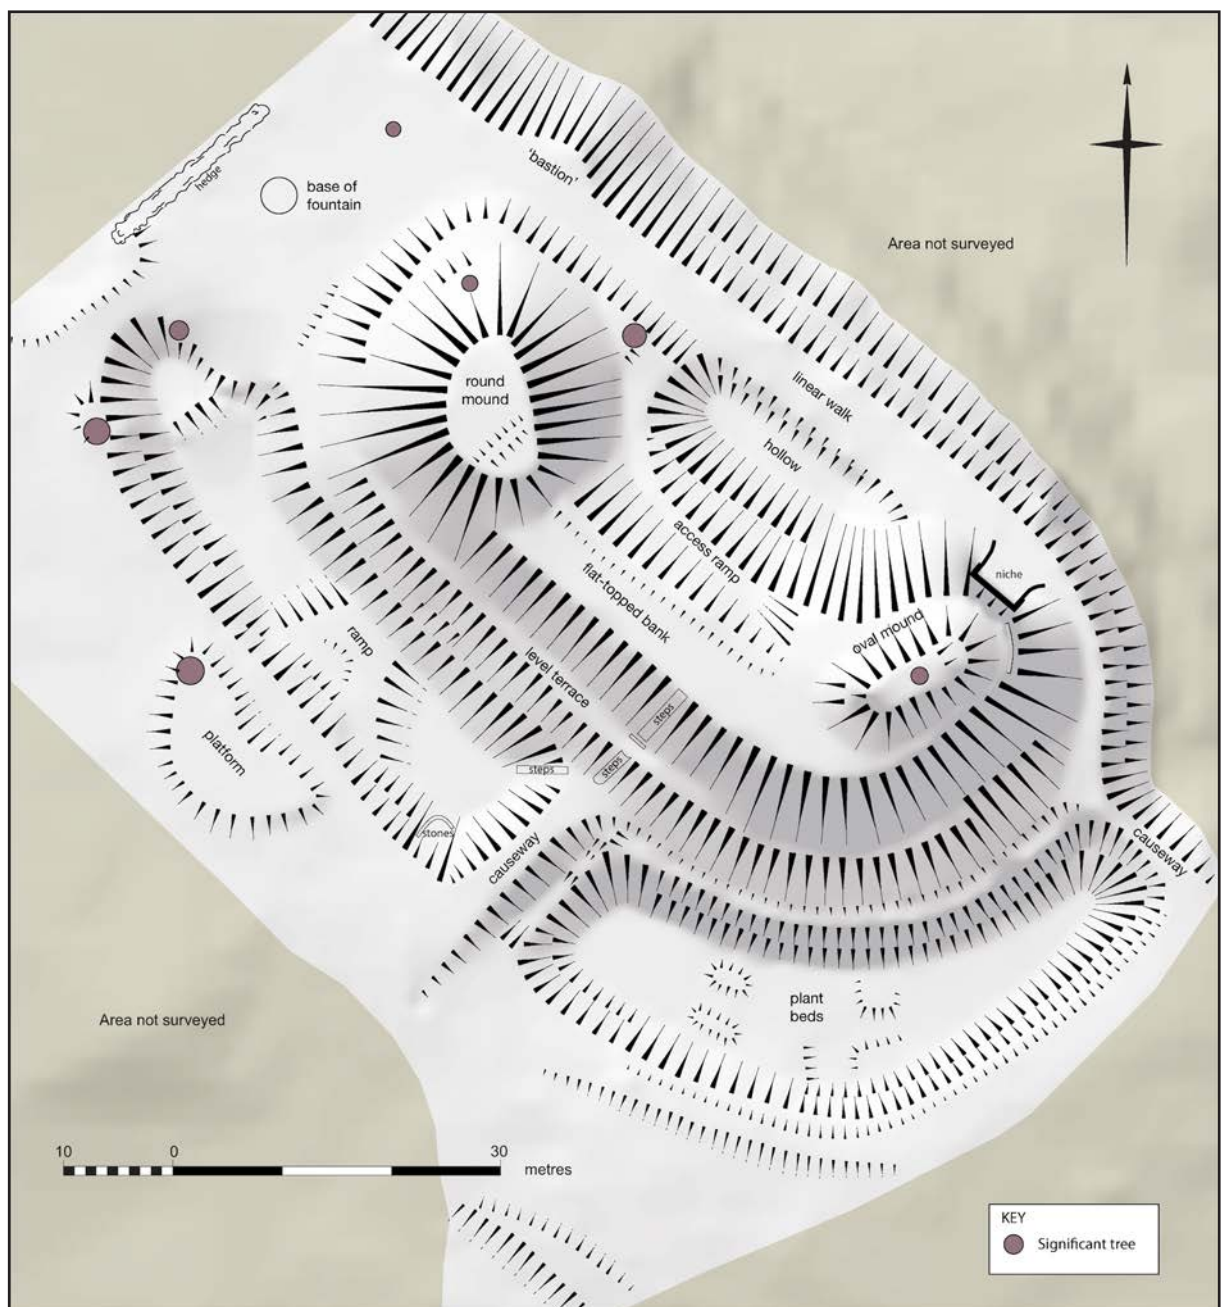 'bastion'
hedge
base of
fountain
Area not surveyed
round
mound
linear walk
hollow
access ramp
niche
flat-topped bank
oval mound
ramp
level terrace
steps
platform
steps
steps
stones
causeway
causeway
plant
beds
Area not surveyed
10
0
30
metres
KEY
Significant tree